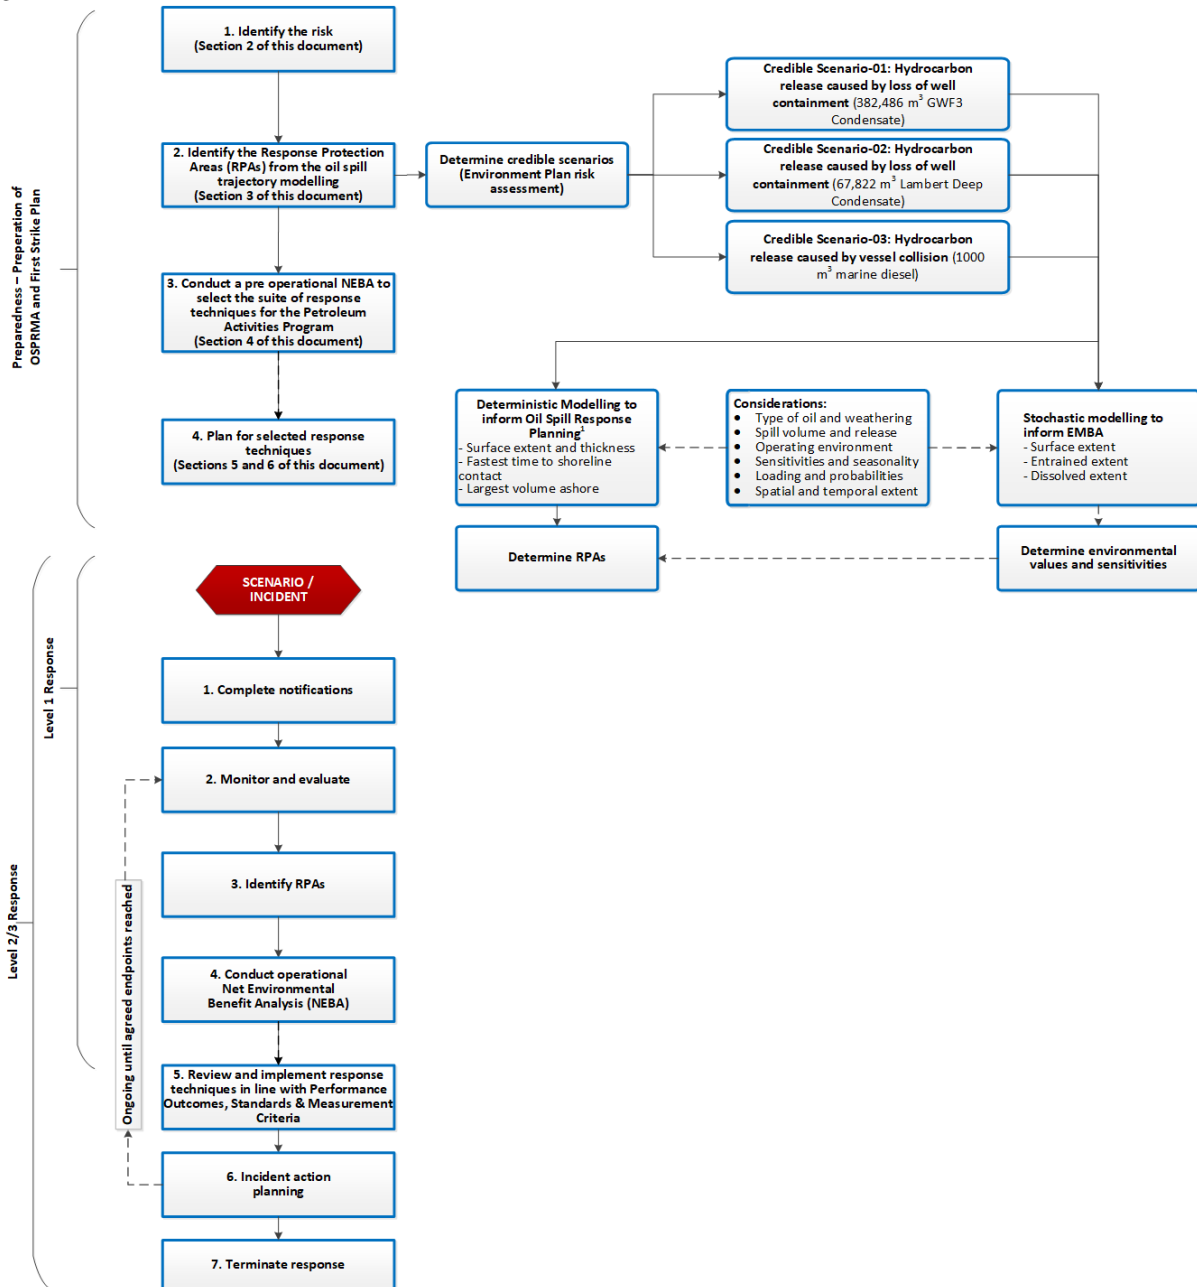 Preparedness – Preperation of
OSPRMA and First Strike Plan
1. Identify the risk
(Section 2 of this document)
2. Identify the Response Protection
Areas (RPAs) from the oil spill
trajectory modelling
(Section 3 of this document)
3. Conduct a pre operational NEBA to
select the suite of response
techniques for the Petroleum
Activities Program
(Section 4 of this document)
4. Plan for selected response
techniques
(Sections 5 and 6 of this document)
Determine credible scenarios
(Environment Plan risk
assessment)
Credible Scenario-01: Hydrocarbon
release caused by loss of well
containment (382,486 m³ GWF3
Condensate)
Credible Scenario-02: Hydrocarbon
release caused by loss of well
containment (67,822 m³ Lambert Deep
Condensate)
Credible Scenario-03: Hydrocarbon
release caused by vessel collision (1000
m³ marine diesel)
Deterministic Modelling to
inform Oil Spill Response
Planning¹
- Surface extent and thickness
- Fastest time to shoreline
contact
- Largest volume ashore
Considerations:
● Type of oil and weathering
● Spill volume and release
● Operating environment
● Sensitivities and seasonality
● Loading and probabilities
● Spatial and temporal extent
Stochastic modelling to
inform EMBA
- Surface extent
- Entrained extent
- Dissolved extent
Determine RPAs
Determine environmental
values and sensitivities
Level 2/3 Response
Level 1 Response
Ongoing until agreed endpoints reached
SCENARIO /
INCIDENT
1. Complete notifications
2. Monitor and evaluate
3. Identify RPAs
4. Conduct operational
Net Environmental
Benefit Analysis (NEBA)
5. Review and implement response
techniques in line with Performance
Outcomes, Standards & Measurement
Criteria
6. Incident action
planning
7. Terminate response